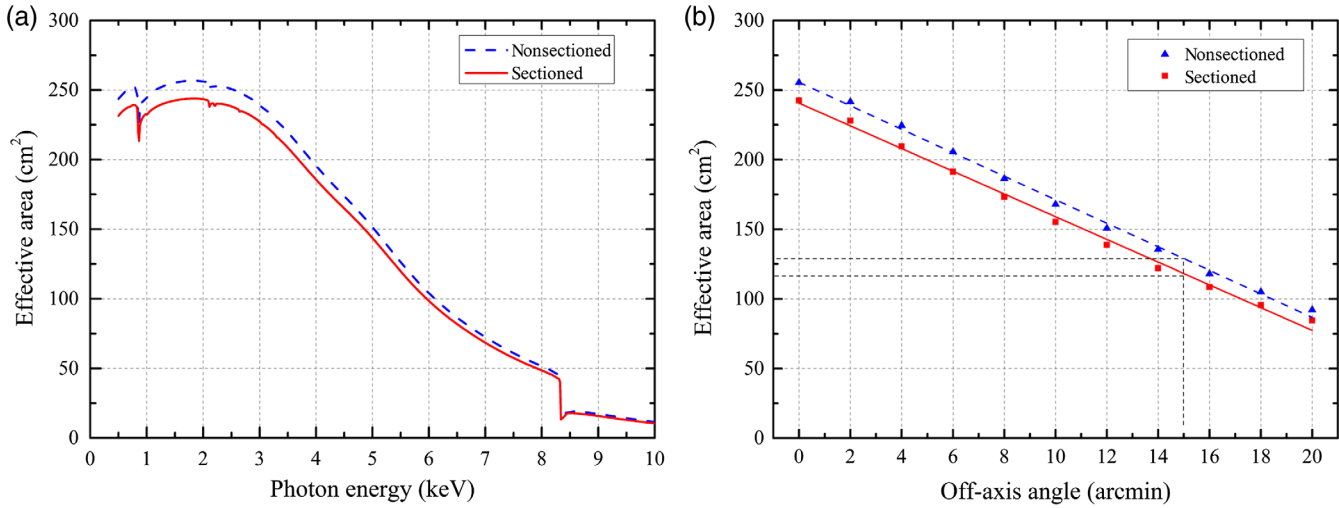 (a)
300
250
200
150
100
50
0
Effective area (cm²)
Nonsectioned
Sectioned
0 1 2 3 4 5 6 7 8 9 10
Photon energy (keV)
(b)
300
250
200
150
100
50
0
Effective area (cm²)
Nonsectioned
Sectioned
0 2 4 6 8 10 12 14 16 18 20
Off-axis angle (arcmin)